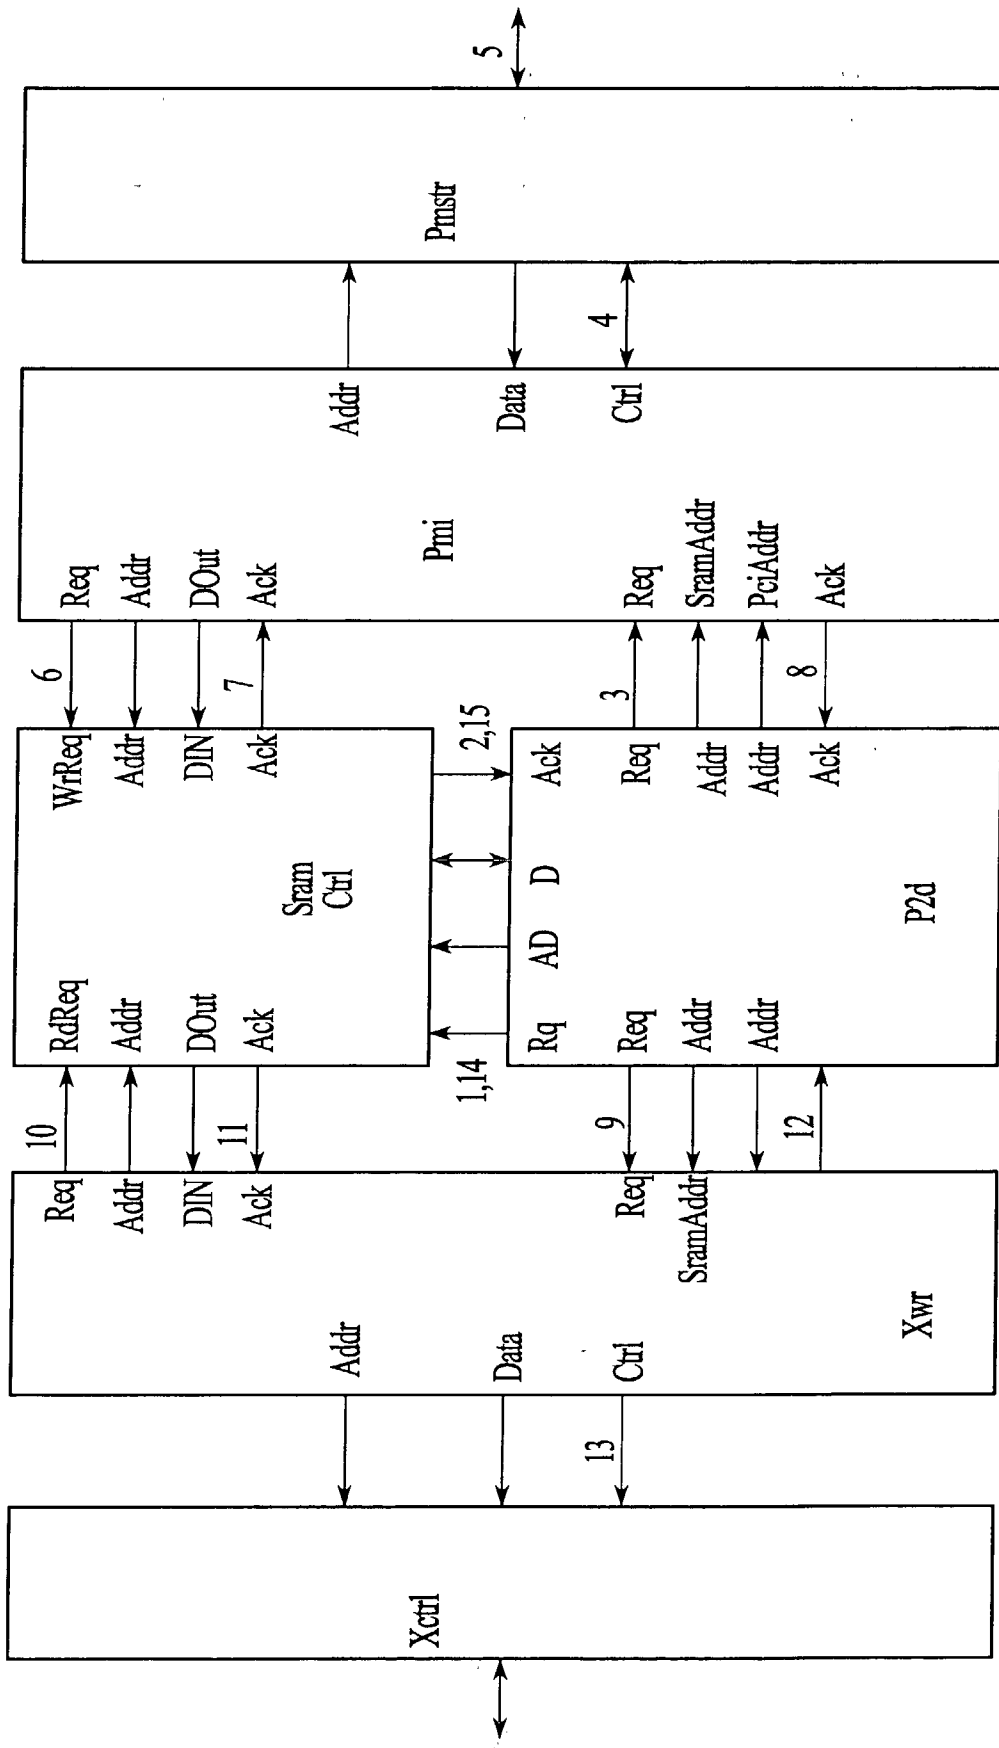 5
Pmstr
4
Addr
Data
Ctrl
Pmi
Req
Addr
DOut
Ack
Req
SramAddr
PciAddr
Ack
6
7
3
8
WrReq
Addr
DIN
Ack
Sram
Ctrl
RdReq
Addr
DOut
Ack
2,15
1,14
Ack
D
AD
Rq
Req
Addr
Addr
Ack
P2d
Req
Addr
Addr
10
11
9
12
Req
Addr
DIN
Ack
Req
SramAddr
Xwr
Addr
Data
Ctrl
13
Xctrl